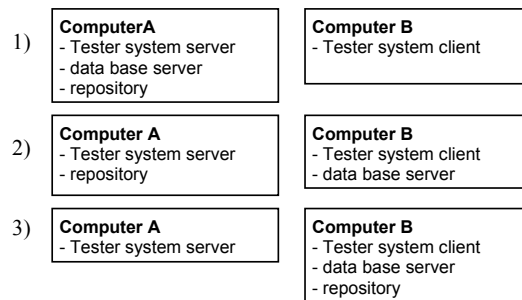 1)
ComputerA
- Tester system server
- data base server
- repository
Computer B
- Tester system client
2)
Computer A
- Tester system server
- repository
Computer B
- Tester system client
- data base server
3)
Computer A
- Tester system server
Computer B
- Tester system client
- data base server
- repository